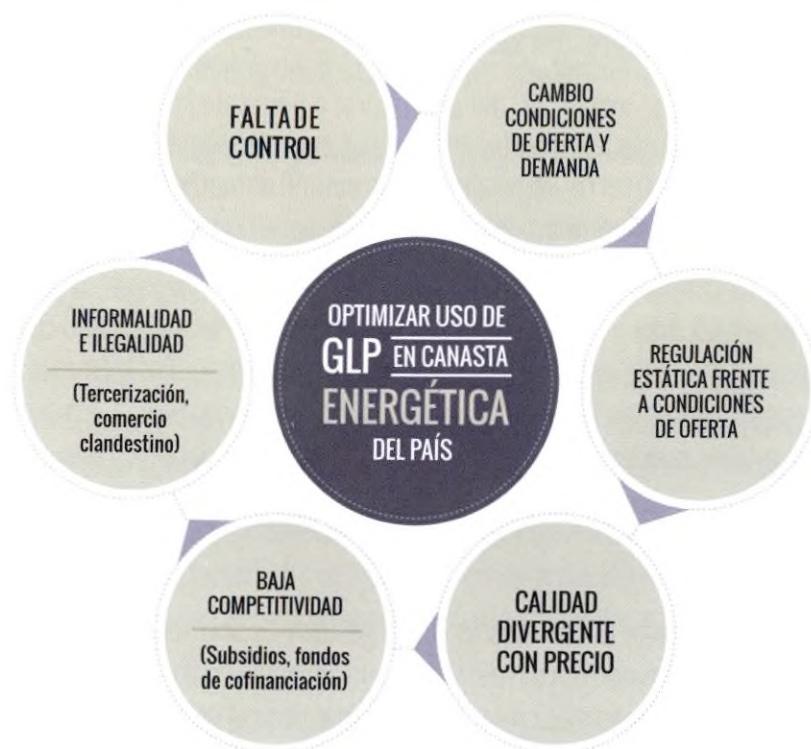 FALTA DE
CONTROL
CAMBIO
CONDICIONES
DE OFERTA Y
DEMANDA
INFORMALIDAD
E ILEGALIDAD
(Tercerización,
comercio
clandestino)
OPTIMIZAR USO DE
GLP EN CANASTA
ENERGÉTICA
DEL PAÍS
REGULACIÓN
ESTÁTICA FRENTE
A CONDICIONES
DE OFERTA
BAJA
COMPETITIVIDAD
(Subsidios, fondos
de cofinanciación)
CALIDAD
DIVERGENTE
CON PRECIO